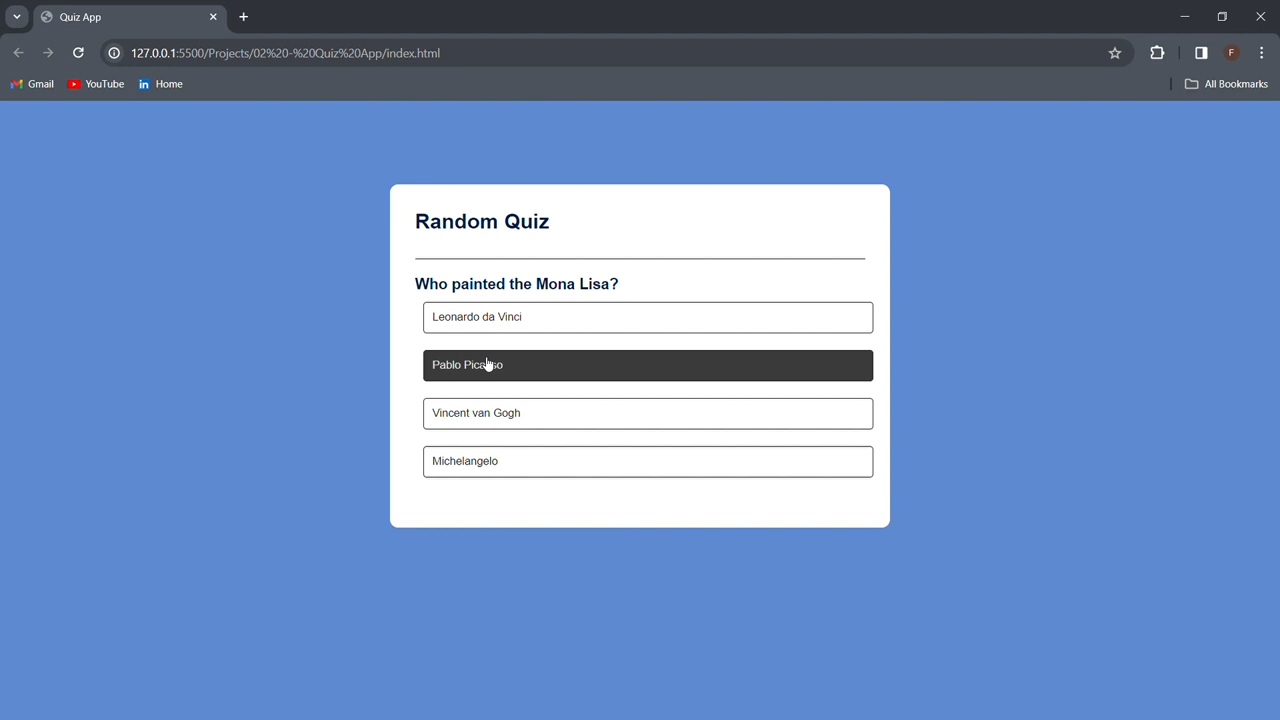 Quiz App
127.0.0.1:5500/Projects/02%20-%20Quiz%20App/index.html
F
Gmail
YouTube
in Home
All Bookmarks
Random Quiz
Who painted the Mona Lisa?
Leonardo da Vinci
Pablo Picasso
Vincent van Gogh
Michelangelo